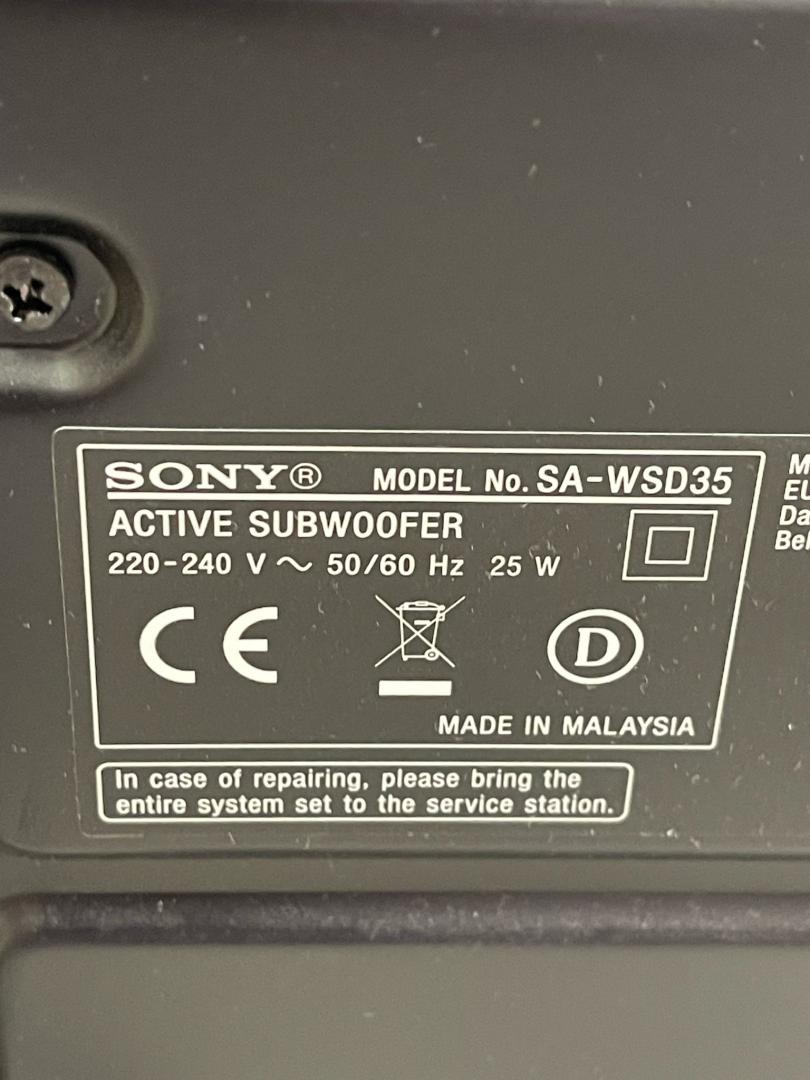 SONY® MODEL No. SA-WSD35
ACTIVE SUBWOOFER
220-240 V ~ 50/60 Hz 25 W
CE
D
MADE IN MALAYSIA
In case of repairing, please bring the
entire system set to the service station.